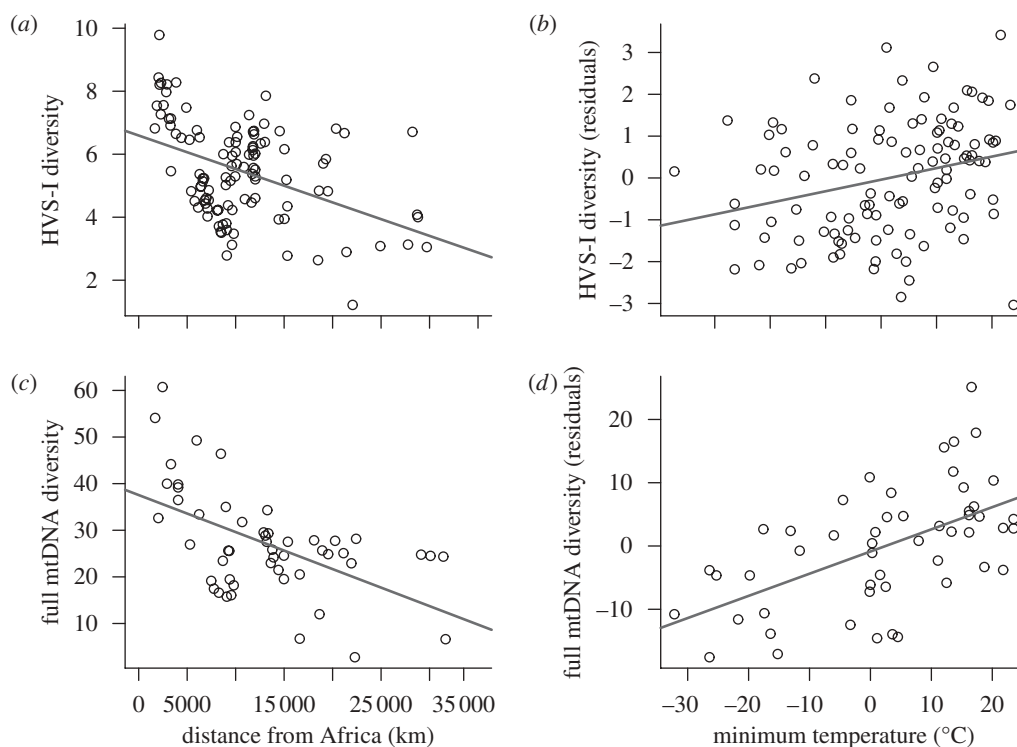 (a)
HVS-I diversity
10
8
6
4
2
(b)
HVS-I diversity (residuals)
3
2
1
0
−1
−2
−3
(c)
full mtDNA diversity
60
50
40
30
20
10
0 5000 15 000 25 000 35 000
distance from Africa (km)
(d)
full mtDNA diversity (residuals)
20
10
0
−10
−30 −20 −10 0 10 20
minimum temperature (°C)